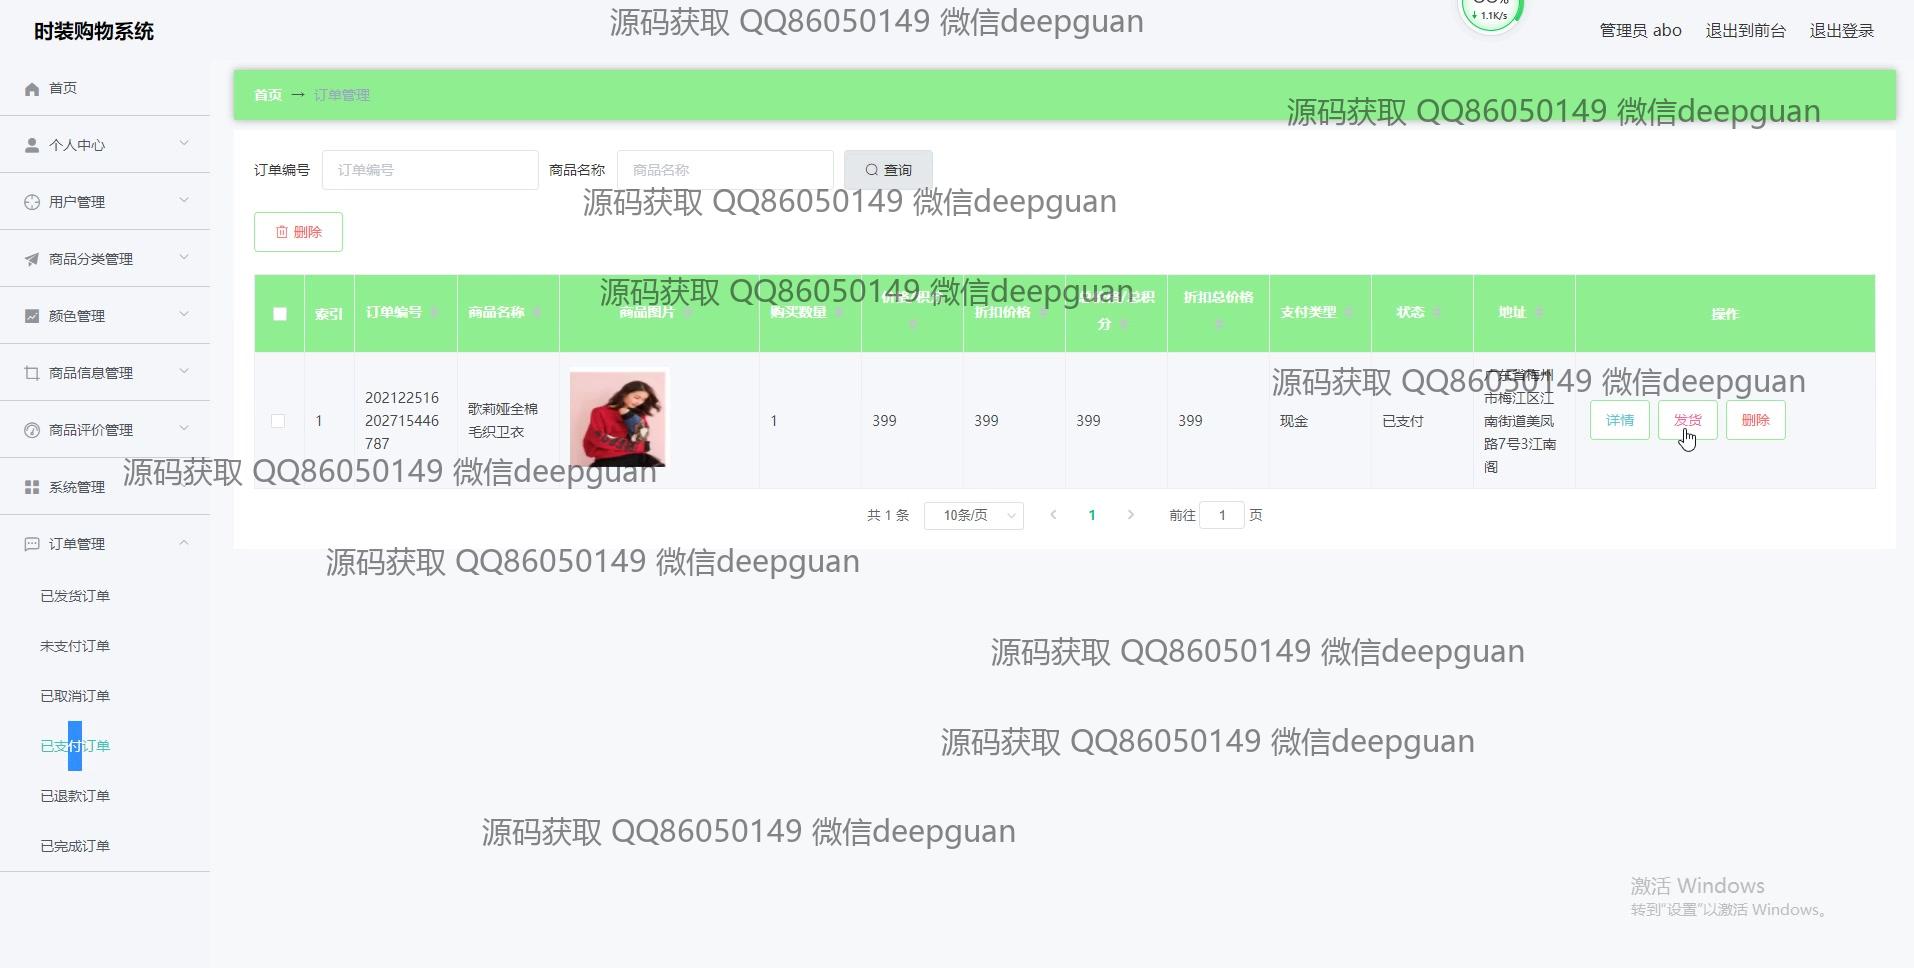 时装购物系统
源码获取 QQ86050149 微信deepguan
1.1K/s
管理员 abo 退出到前台 退出登录
首页
个人中心
用户管理
商品分类管理
颜色管理
商品信息管理
商品评价管理
系统管理
订单管理
已发货订单
未支付订单
已取消订单
已支付订单
已退款订单
已完成订单
首页 → 订单管理
源码获取 QQ86050149 微信deepguan
订单编号 订单编号 商品名称 商品名称 查询
源码获取 QQ86050149 微信deepguan
删除
源码获取 QQ86050149 微信deepguan
索引 订单编号 商品名称 商品图片 购买数量 折扣价格 分 折扣总价格 支付类型 状态 地址 操作
源码获取 QQ86050149 微信deepguan
1
202122516
202715446
787
歌莉娅全棉
毛织卫衣
1 399 399 399 399 现金 已支付
广东省梅州
市梅江区江
南街道美凤
路7号3江南
阁
详情 发货 删除
源码获取 QQ86050149 微信deepguan
共 1 条 10条/页 1 前往 1 页
源码获取 QQ86050149 微信deepguan
源码获取 QQ86050149 微信deepguan
源码获取 QQ86050149 微信deepguan
源码获取 QQ86050149 微信deepguan
激活 Windows
转到“设置”以激活 Windows。